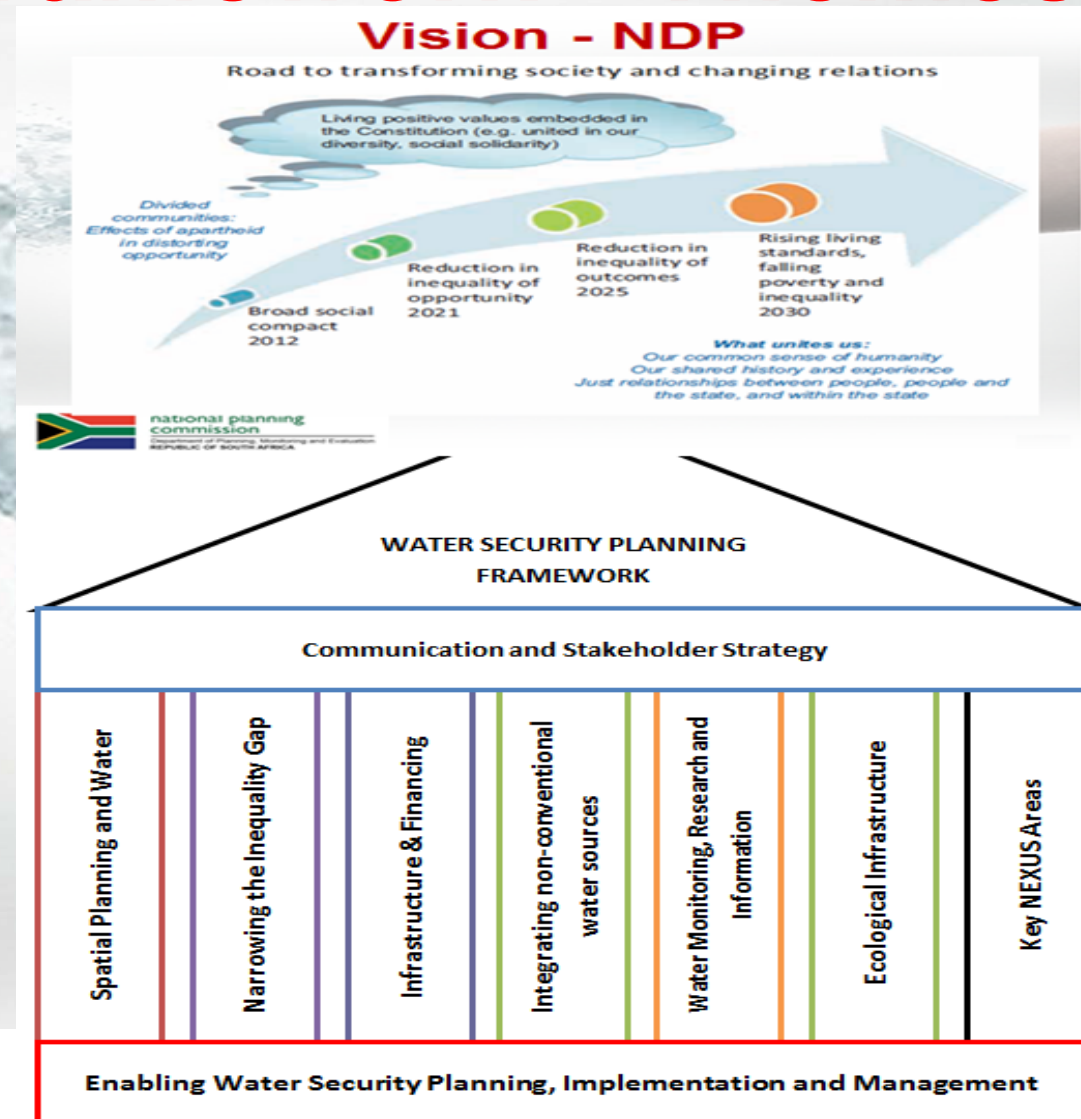 Vision - NDP
Road to transforming society and changing relations
Living positive values embedded in
the Constitution (e.g. united in our
diversity, social solidarity)
Divided
communities:
Effects of apartheid
in distorting
opportunity
Broad social
compact
2012
Reduction in
inequality of
opportunity
2021
Reduction in
inequality of
outcomes
2025
Rising living
standards,
falling
poverty and
inequality
2030
What unites us:
Our common sense of humanity
Our shared history and experience
Just relationships between people, people and
the state, and within the state
national planning
commission
Department of Planning, Monitoring and Evaluation
REPUBLIC OF SOUTH AFRICA
WATER SECURITY PLANNING
FRAMEWORK
Communication and Stakeholder Strategy
Spatial Planning and Water
Narrowing the Inequality Gap
Infrastructure & Financing
Integrating non-conventional
water sources
Water Monitoring, Research and
Information
Ecological Infrastructure
Key NEXUS Areas
Enabling Water Security Planning, Implementation and Management